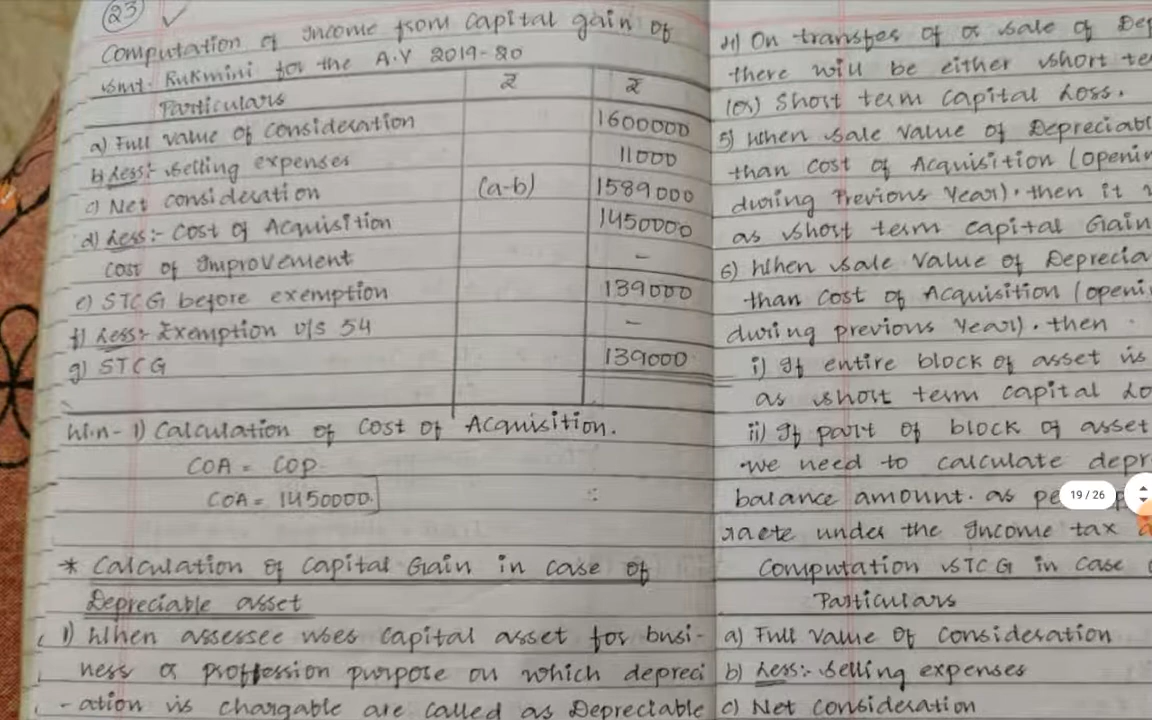 23
Computation of Income from capital gain of
Smt. Rukmini for the A.Y 2019-20
Particulars ₹ ₹
a) Full value of consideration 1600000
b) Less:- selling expenses 11000
c) Net consideration (a-b) 1589000
d) Less:- Cost of Acquisition 1450000
Cost of Improvement –
e) STCG before exemption 139000
f) Less:- Exemption U/S 54 –
g) STCG 139000
W.n- 1) Calculation of Cost of Acquisition.
COA = COP
COA = 1450000.
* Calculation of Capital Gain in case of
Depreciable asset
1) When assessee uses capital asset for busi-
ness or proffession purpose on which depreci
-ation is chargable are called as Depreciable
4) On transfer of or sale of Dep
there will be either short te
(or) Short term capital Loss.
5) When sale value of Depreciabl
than cost of Acquisition (openin
during Previous Year). then it
as short term capital Gain
6) When sale value of Deprecia
than cost of Acquisition (openi
during previous Year). then
i) If entire block of asset is
as short term capital Lo
ii) If part of block of asset
we need to calculate depr
balance amount. as pe
under the Income tax
19 / 26
Computation STCG in case
Particulars
a) Full value of consideration
b) Less:- selling expenses
c) Net consideration